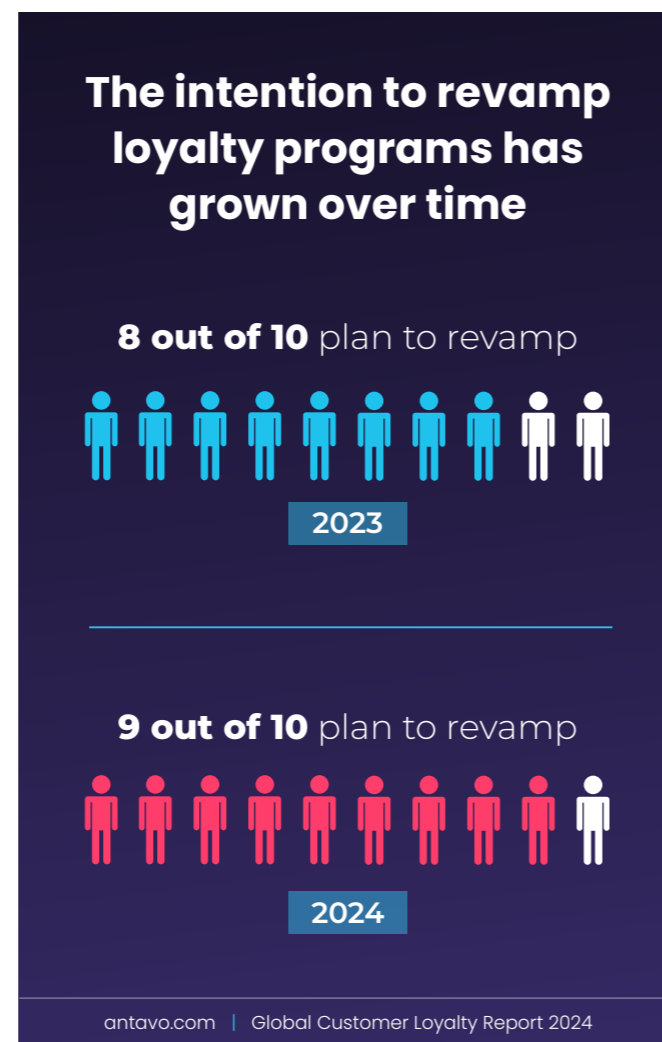 The intention to revamp
loyalty programs has
grown over time
8 out of 10 plan to revamp
2023
9 out of 10 plan to revamp
2024
antavo.com | Global Customer Loyalty Report 2024